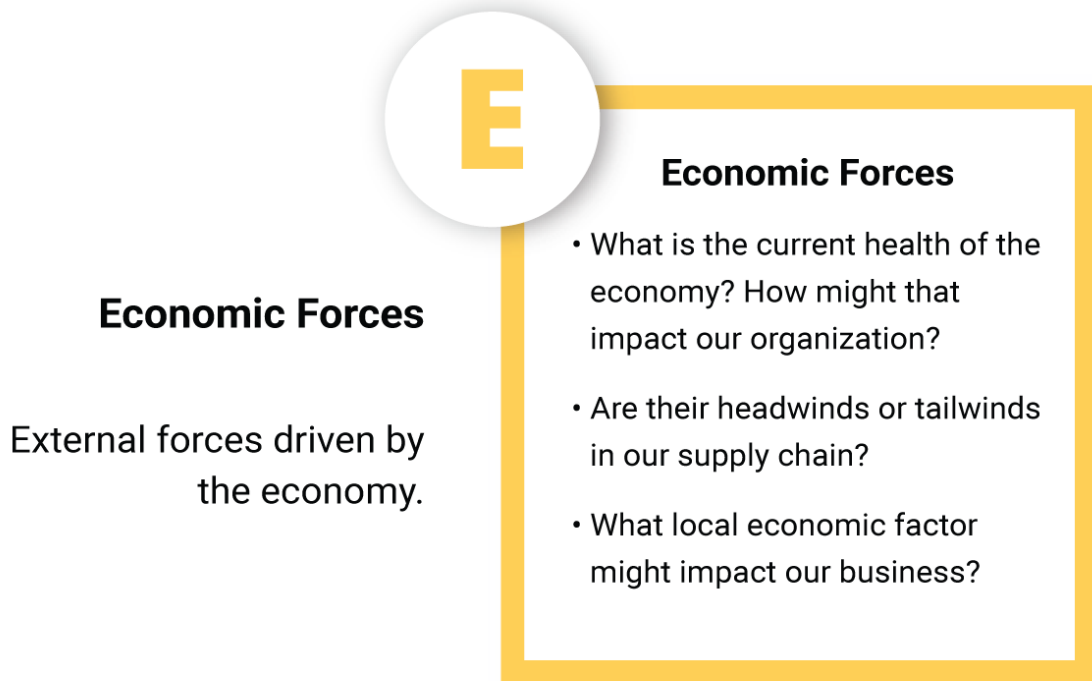 E
Economic Forces
External forces driven by
the economy.
Economic Forces
• What is the current health of the
economy? How might that
impact our organization?
• Are their headwinds or tailwinds
in our supply chain?
• What local economic factor
might impact our business?